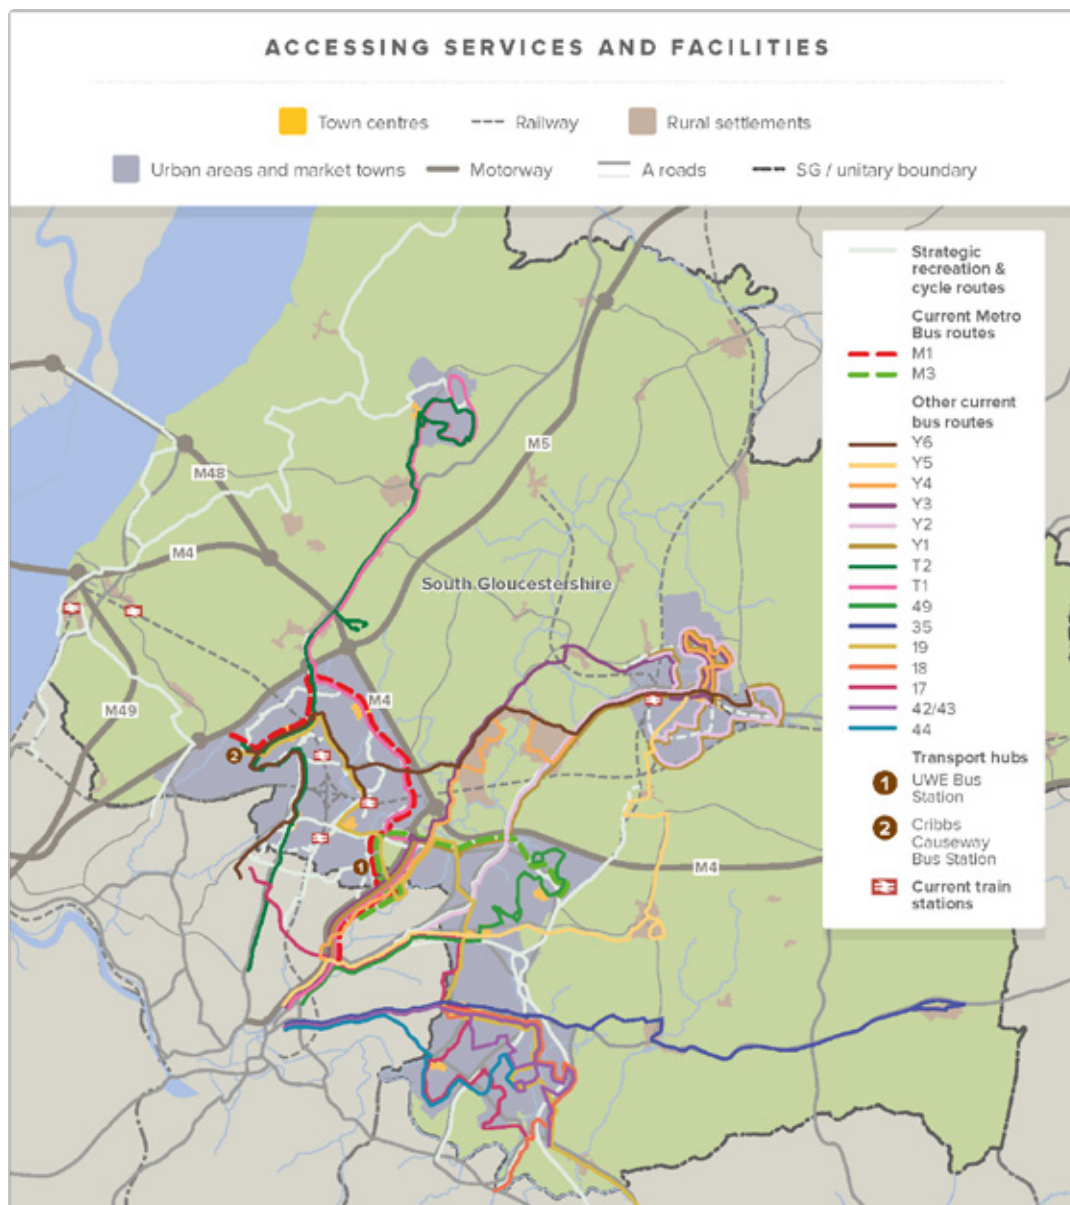 ACCESSING SERVICES AND FACILITIES
Town centres
Railway
Rural settlements
Urban areas and market towns
Motorway
A roads
SG / unitary boundary
Strategic
recreation &
cycle routes
Current Metro
Bus routes
M1
M3
Other current
bus routes
Y6
Y5
Y4
Y3
Y2
Y1
T2
T1
49
35
19
18
17
42/43
44
Transport hubs
1
UWE Bus
Station
2
Cribbs
Causeway
Bus Station
Current train
stations
M5
M48
M4
South Gloucestershire
M4
M49
2
1
M4